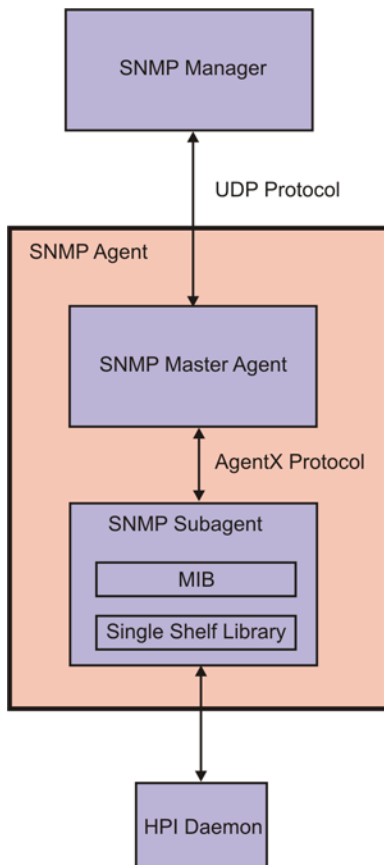 SNMP Manager
UDP Protocol
SNMP Agent
SNMP Master Agent
AgentX Protocol
SNMP Subagent
MIB
Single Shelf Library
HPI Daemon